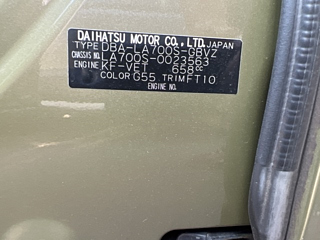 DAIHATSU MOTOR CO., LTD. JAPAN
TYPE DBA-LA700S-GBVZ
CHASSIS NO. LA700S-0023563
ENGINE KF-VET 658cc
COLOR G55 TRIM FT10
ENGINE NO.